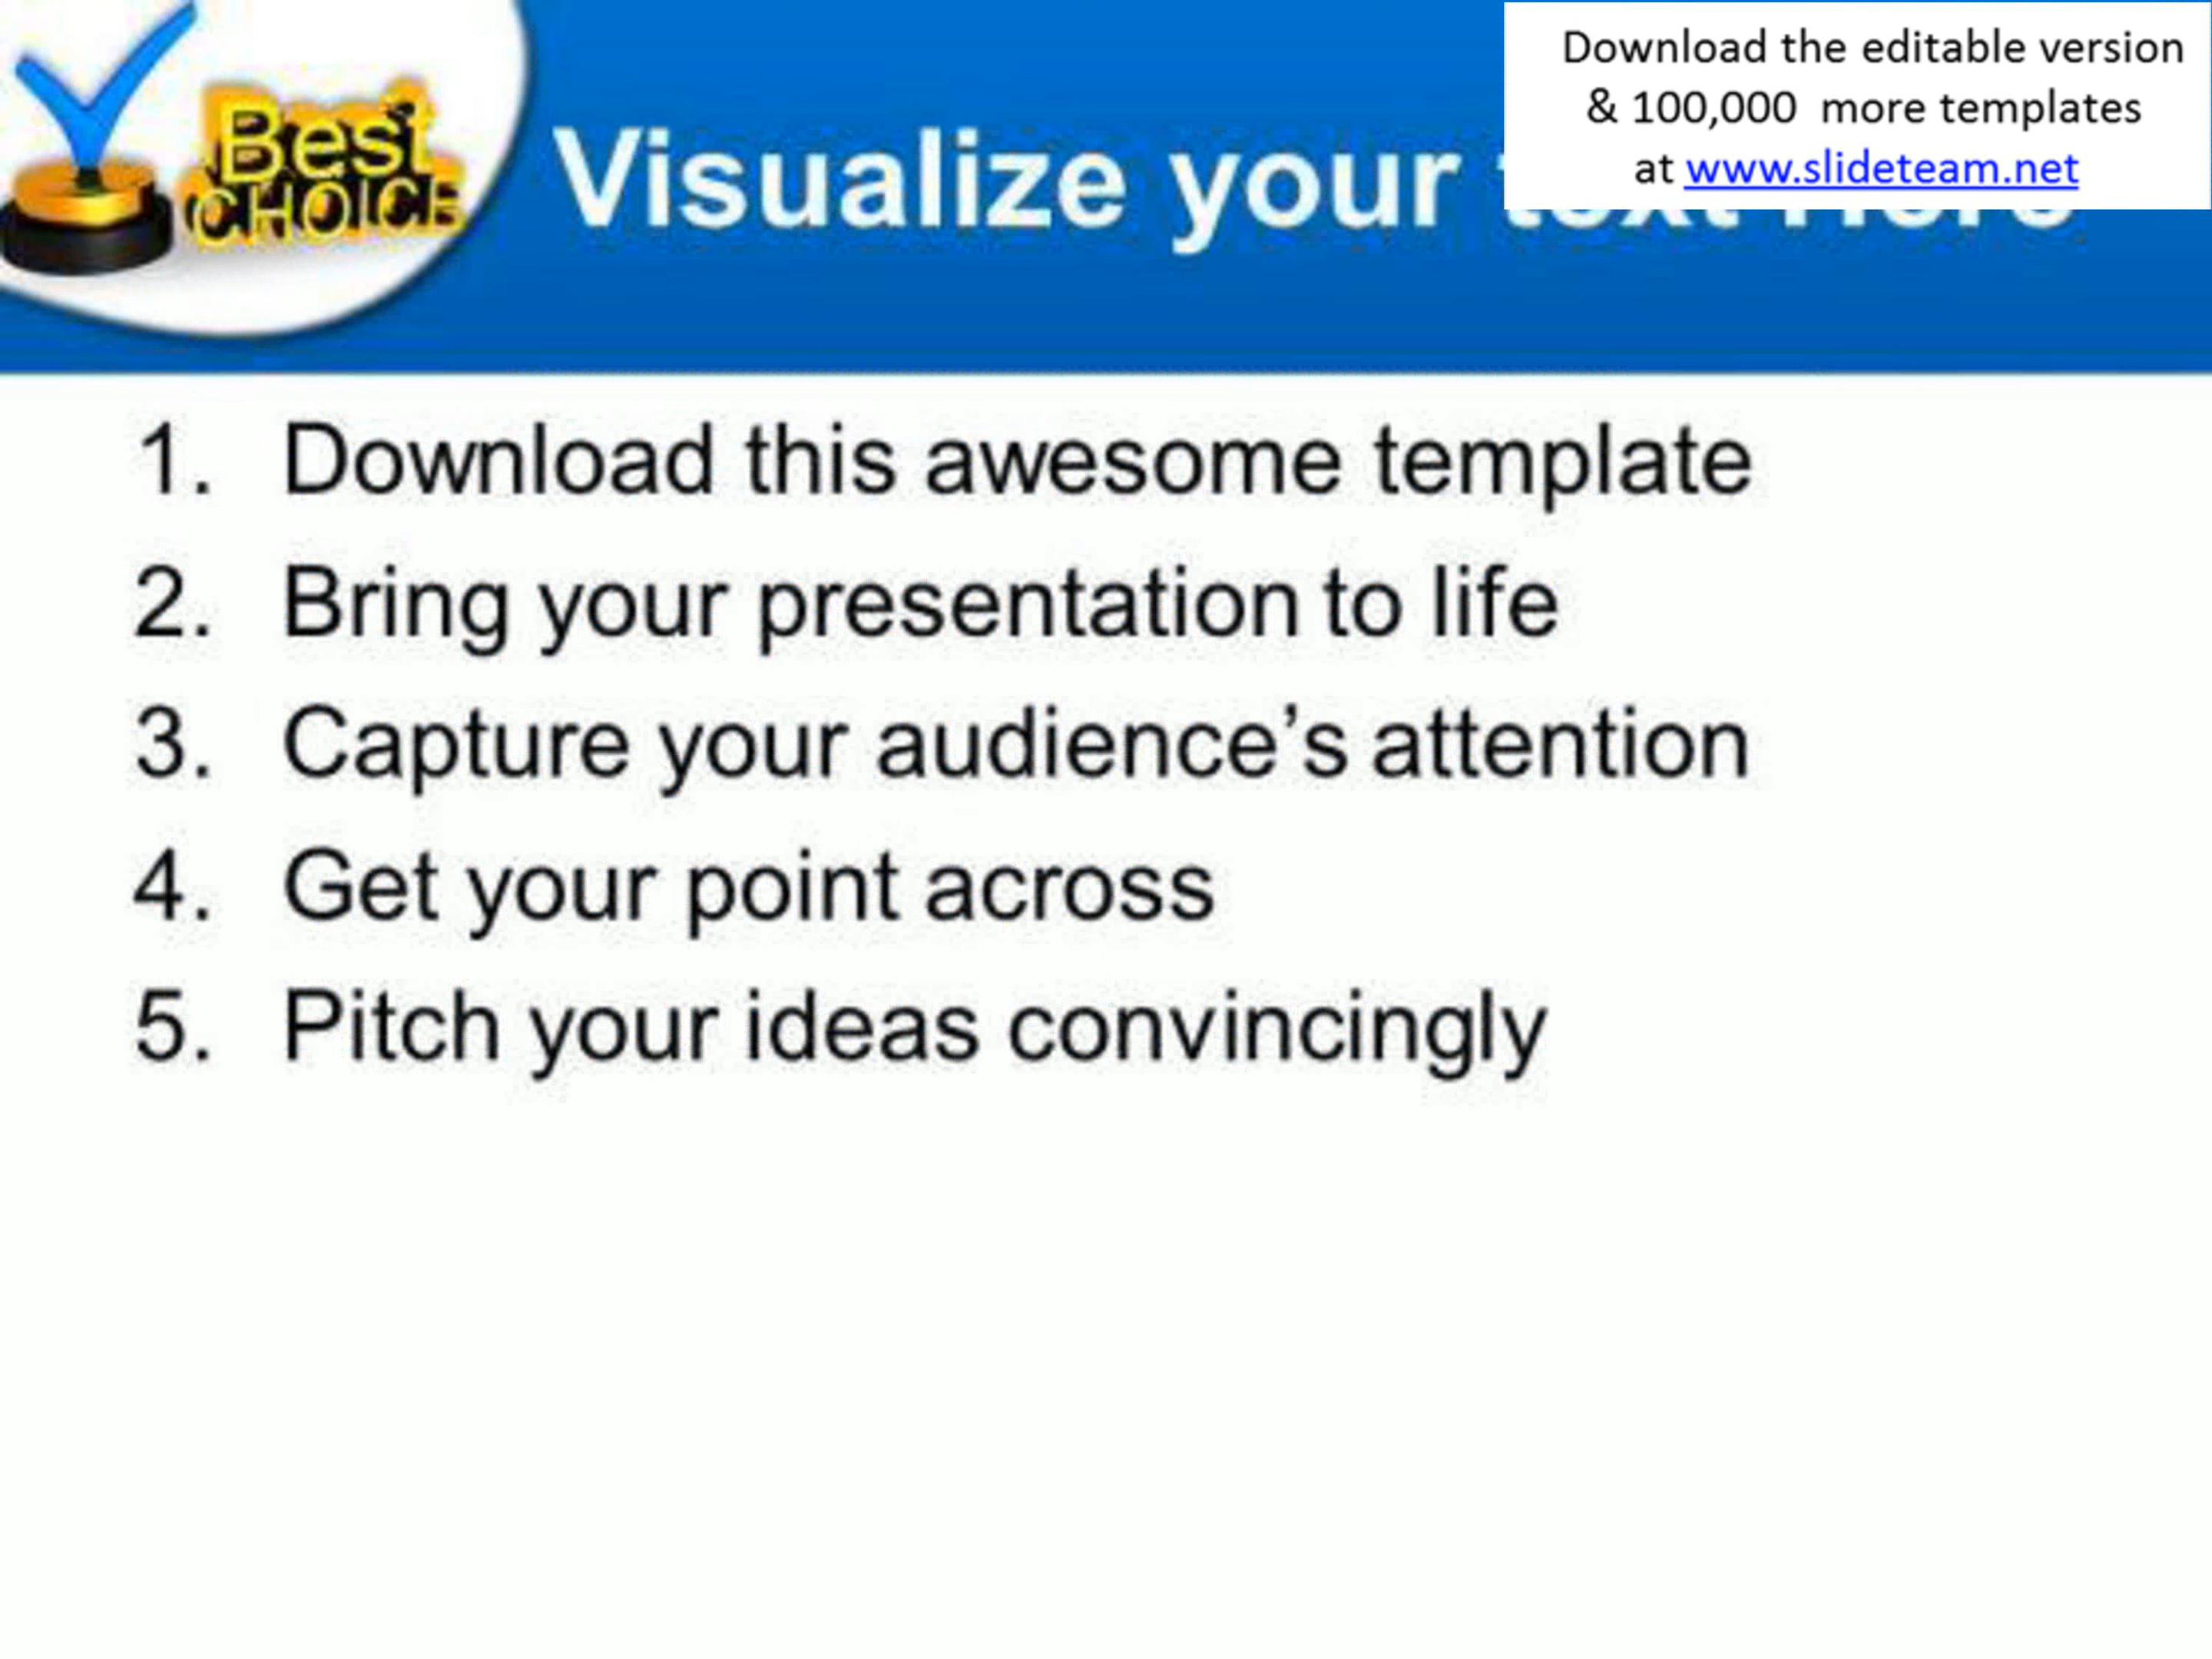 Best
CHOICE
Visualize your text Here
Download the editable version
& 100,000 more templates
at www.slideteam.net
1. Download this awesome template
2. Bring your presentation to life
3. Capture your audience’s attention
4. Get your point across
5. Pitch your ideas convincingly